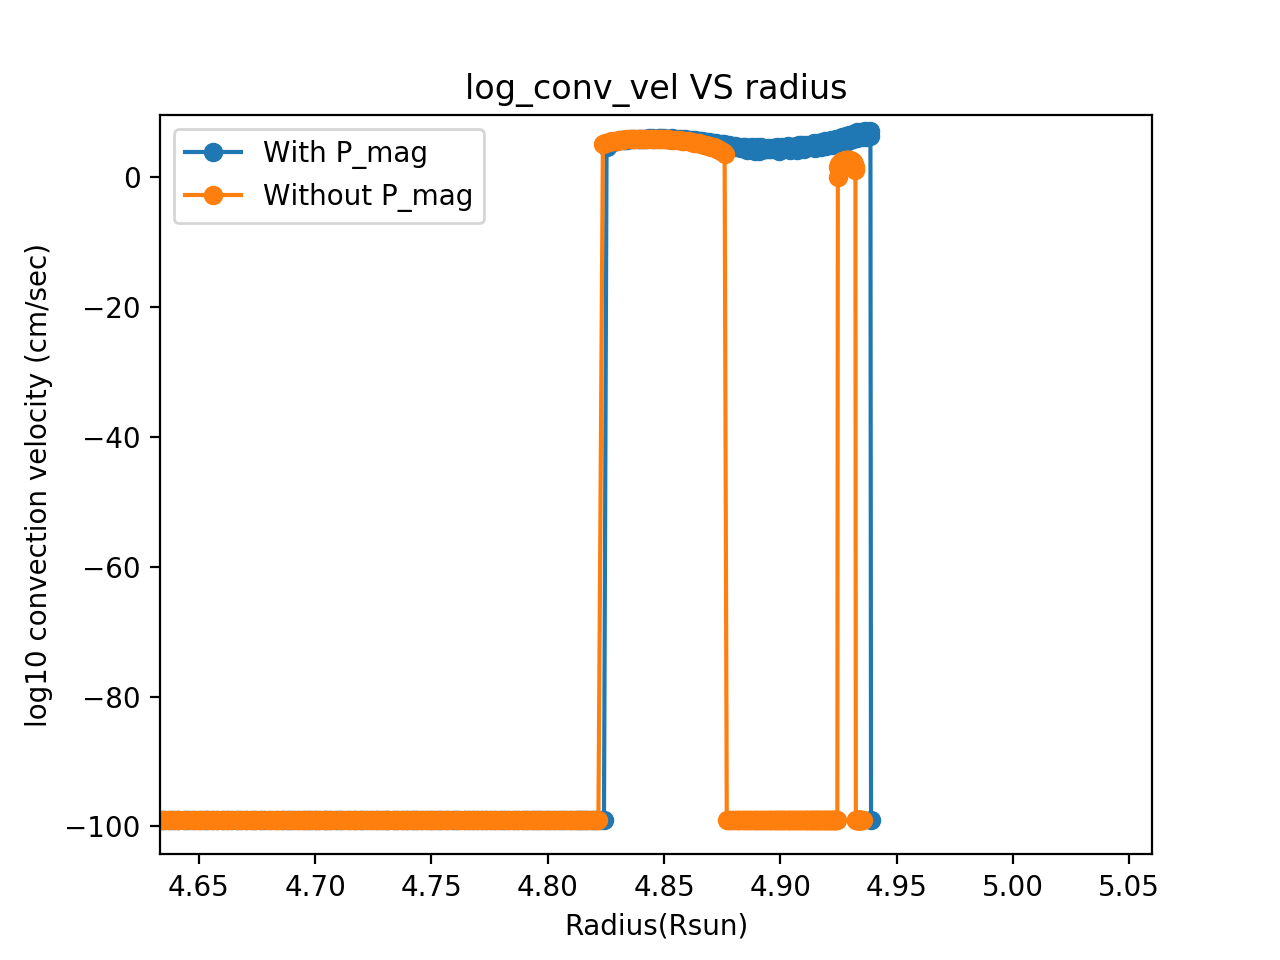 log_conv_vel VS radius
With P_mag
Without P_mag
log10 convection velocity (cm/sec)
0
−20
−40
−60
−80
−100
4.65 4.70 4.75 4.80 4.85 4.90 4.95 5.00 5.05
Radius(Rsun)